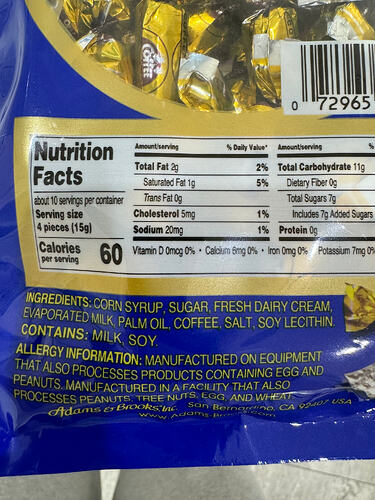 COFFEE
0 72965
Nutrition Facts
about 10 servings per container
Serving size
4 pieces (15g)
Calories 60
per serving
Amount/serving % Daily Value*
Total Fat 2g 2%
Saturated Fat 1g 5%
Trans Fat 0g
Cholesterol 5mg 1%
Sodium 20mg 1%
Amount/serving %
Total Carbohydrate 11g
Dietary Fiber 0g
Total Sugars 7g
Includes 7g Added Sugars
Protein 0g
Vitamin D 0mcg 0% • Calcium 6mg 0% • Iron 0mg 0% • Potassium 7mg 0%
INGREDIENTS: CORN SYRUP, SUGAR, FRESH DAIRY CREAM,
EVAPORATED MILK, PALM OIL, COFFEE, SALT, SOY LECITHIN.
CONTAINS: MILK, SOY.
ALLERGY INFORMATION: MANUFACTURED ON EQUIPMENT
THAT ALSO PROCESSES PRODUCTS CONTAINING EGG AND
PEANUTS. MANUFACTURED IN A FACILITY THAT ALSO
PROCESSES PEANUTS, TREE NUTS, EGG, AND WHEAT.
Adams & Brooks, Inc. San Bernardino, CA 92407 USA
www.Adams-Brooks.com